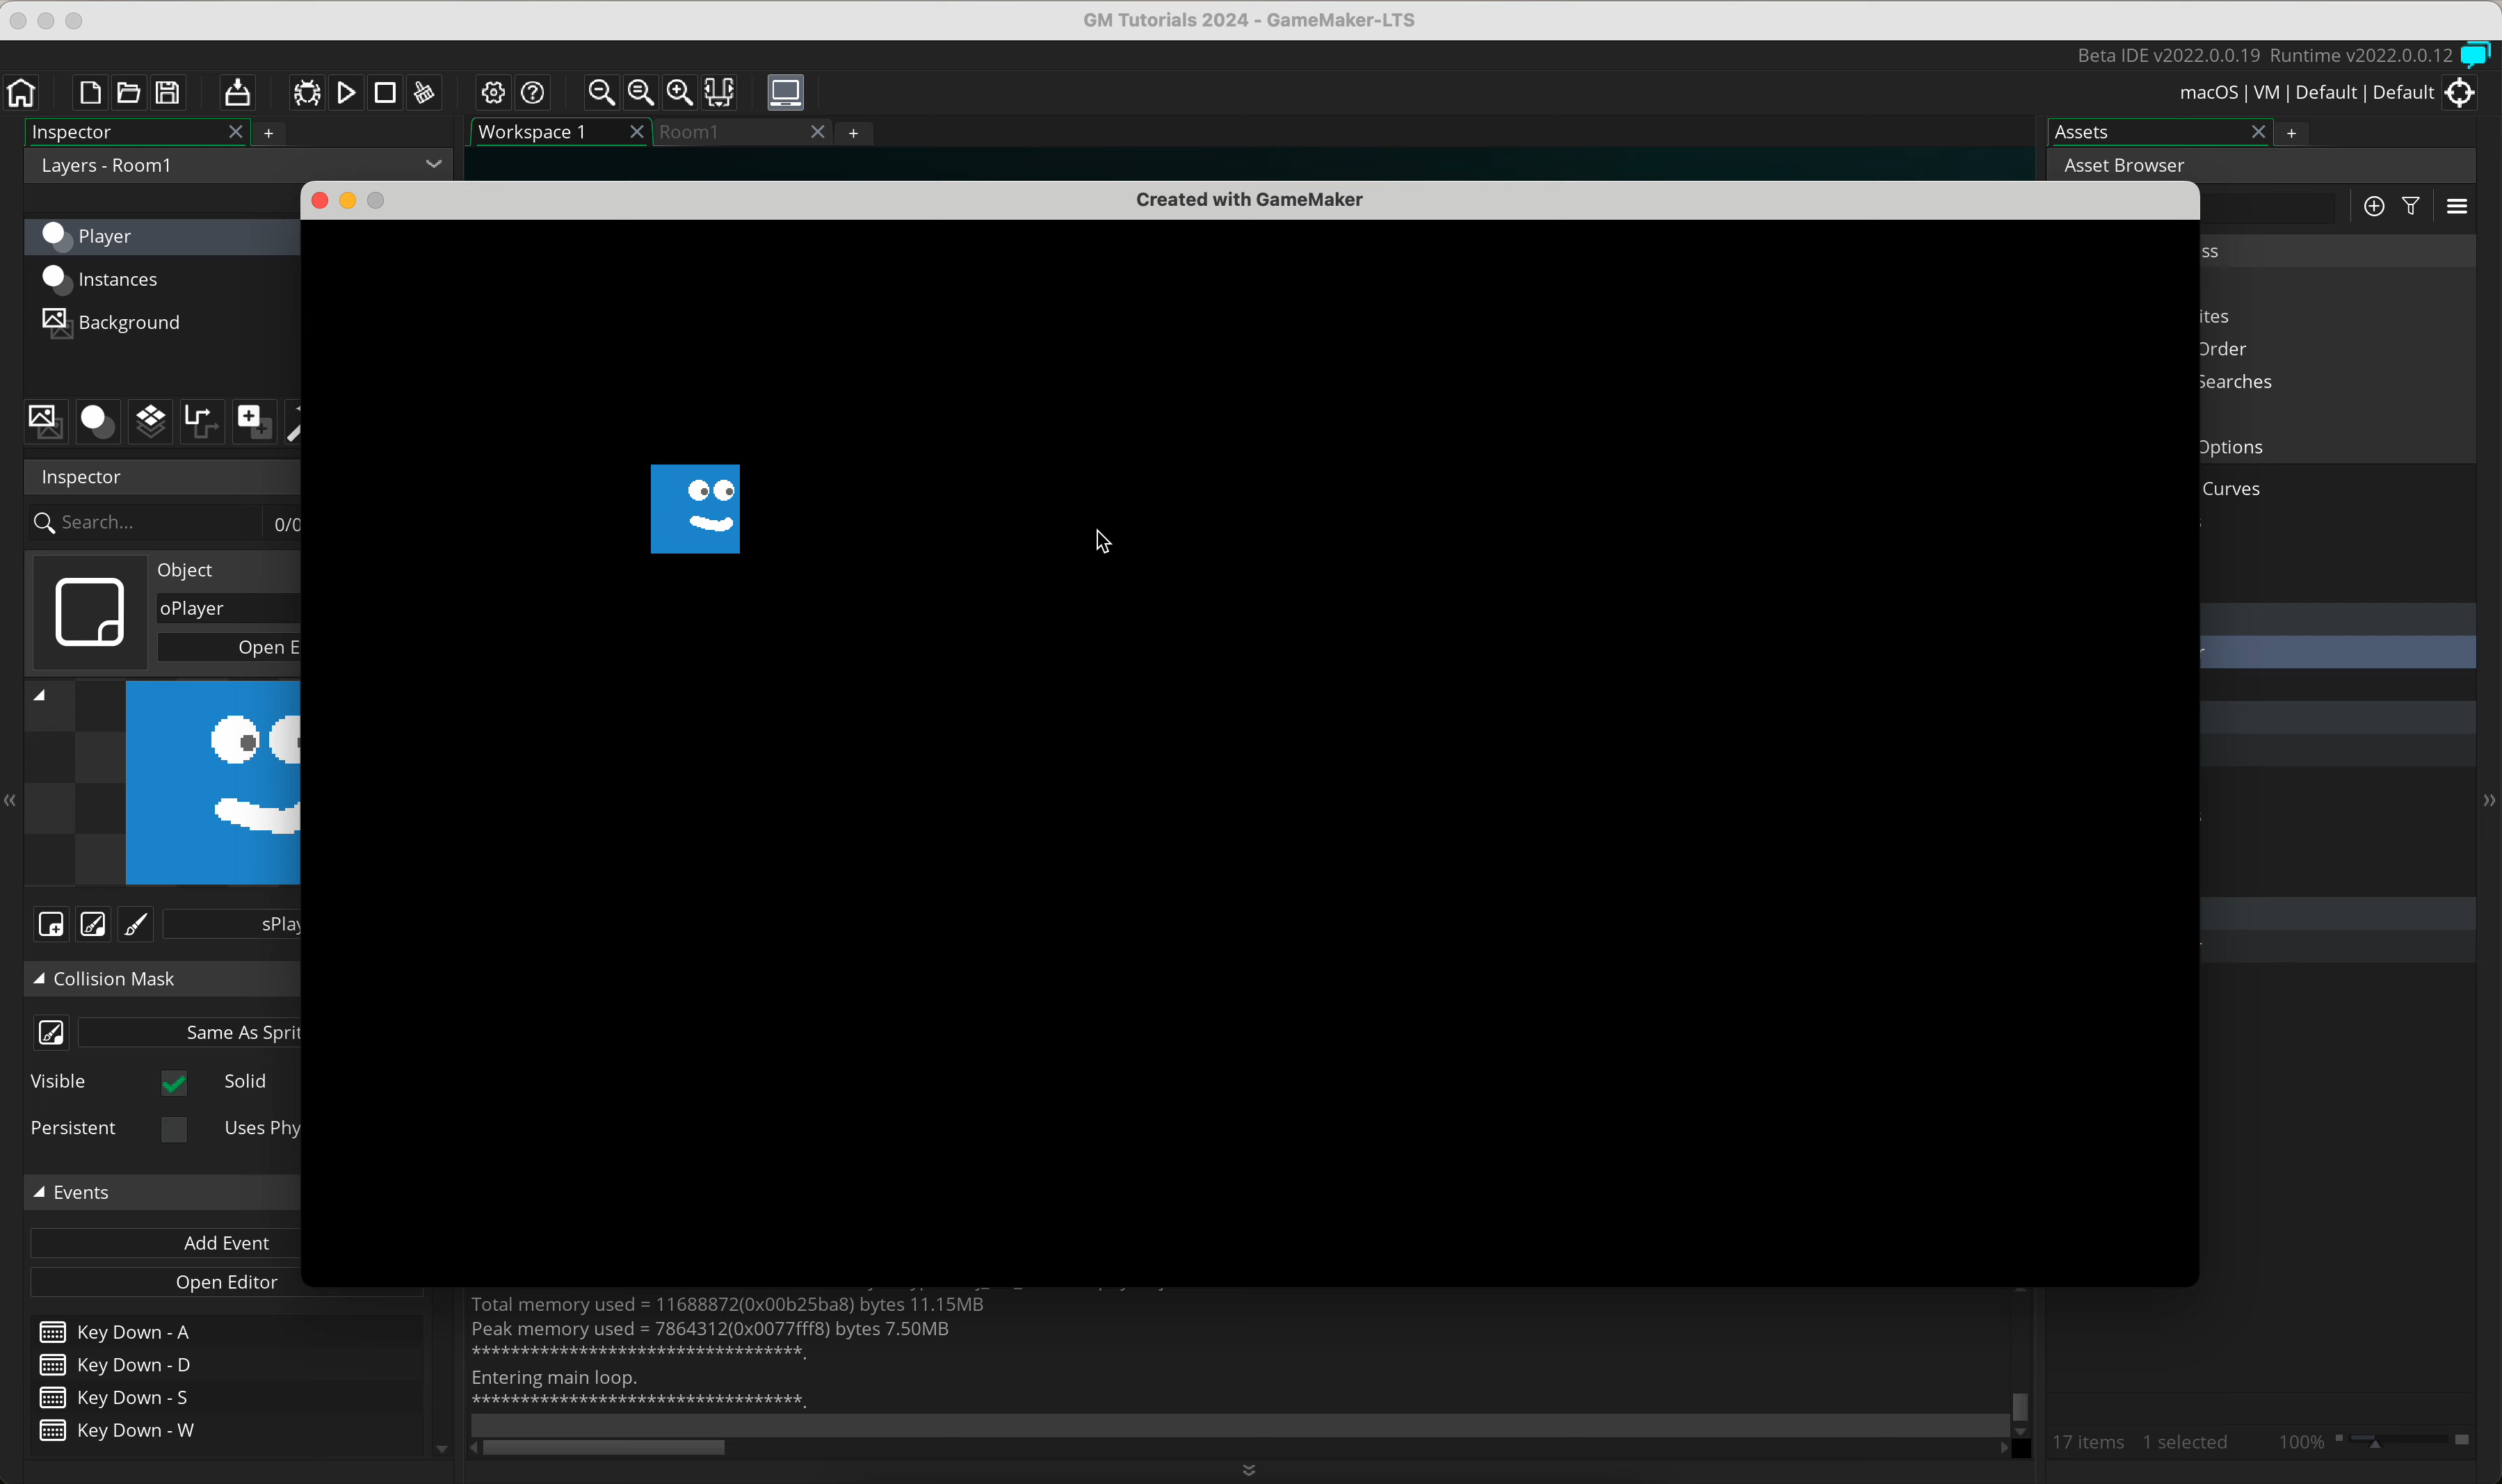 GM Tutorials 2024 - GameMaker-LTS
Beta IDE v2022.0.0.19 Runtime v2022.0.0.12
macOS | VM | Default | Default
Inspector
Workspace 1
Room1
Assets
Layers - Room1
Asset Browser
Created with GameMaker
Player
Instances
Background
ss
ites
Order
Searches
Options
Curves
Inspector
Search...
0/0
Object
oPlayer
Open E
sPlay
Collision Mask
Same As Sprit
Visible
Solid
Persistent
Uses Phy
Events
Add Event
Open Editor
Key Down - A
Key Down - D
Key Down - S
Key Down - W
Total memory used = 11688872(0x00b25ba8) bytes 11.15MB
Peak memory used = 7864312(0x0077fff8) bytes 7.50MB
**********************************.
Entering main loop.
**********************************.
17 items 1 selected 100%